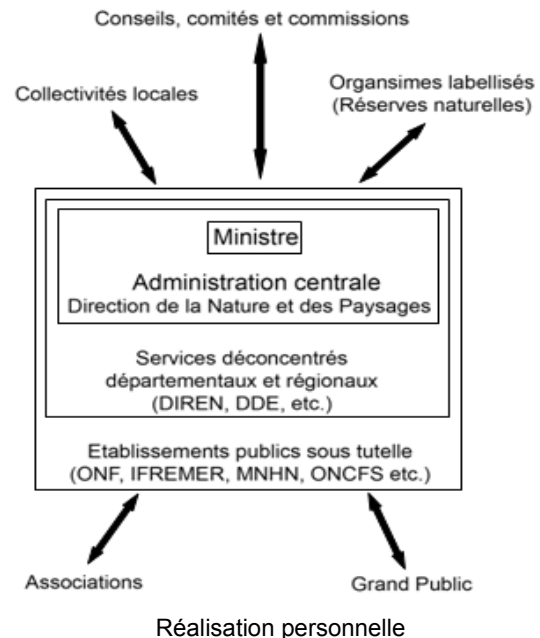 Conseils, comités et commissions
Collectivités locales
Organsimes labellisés
(Réserves naturelles)
Ministre
Administration centrale
Direction de la Nature et des Paysages
Services déconcentrés
départementaux et régionaux
(DIREN, DDE, etc.)
Etablissements publics sous tutelle
(ONF, IFREMER, MNHN, ONCFS etc.)
Associations
Grand Public
Réalisation personnelle